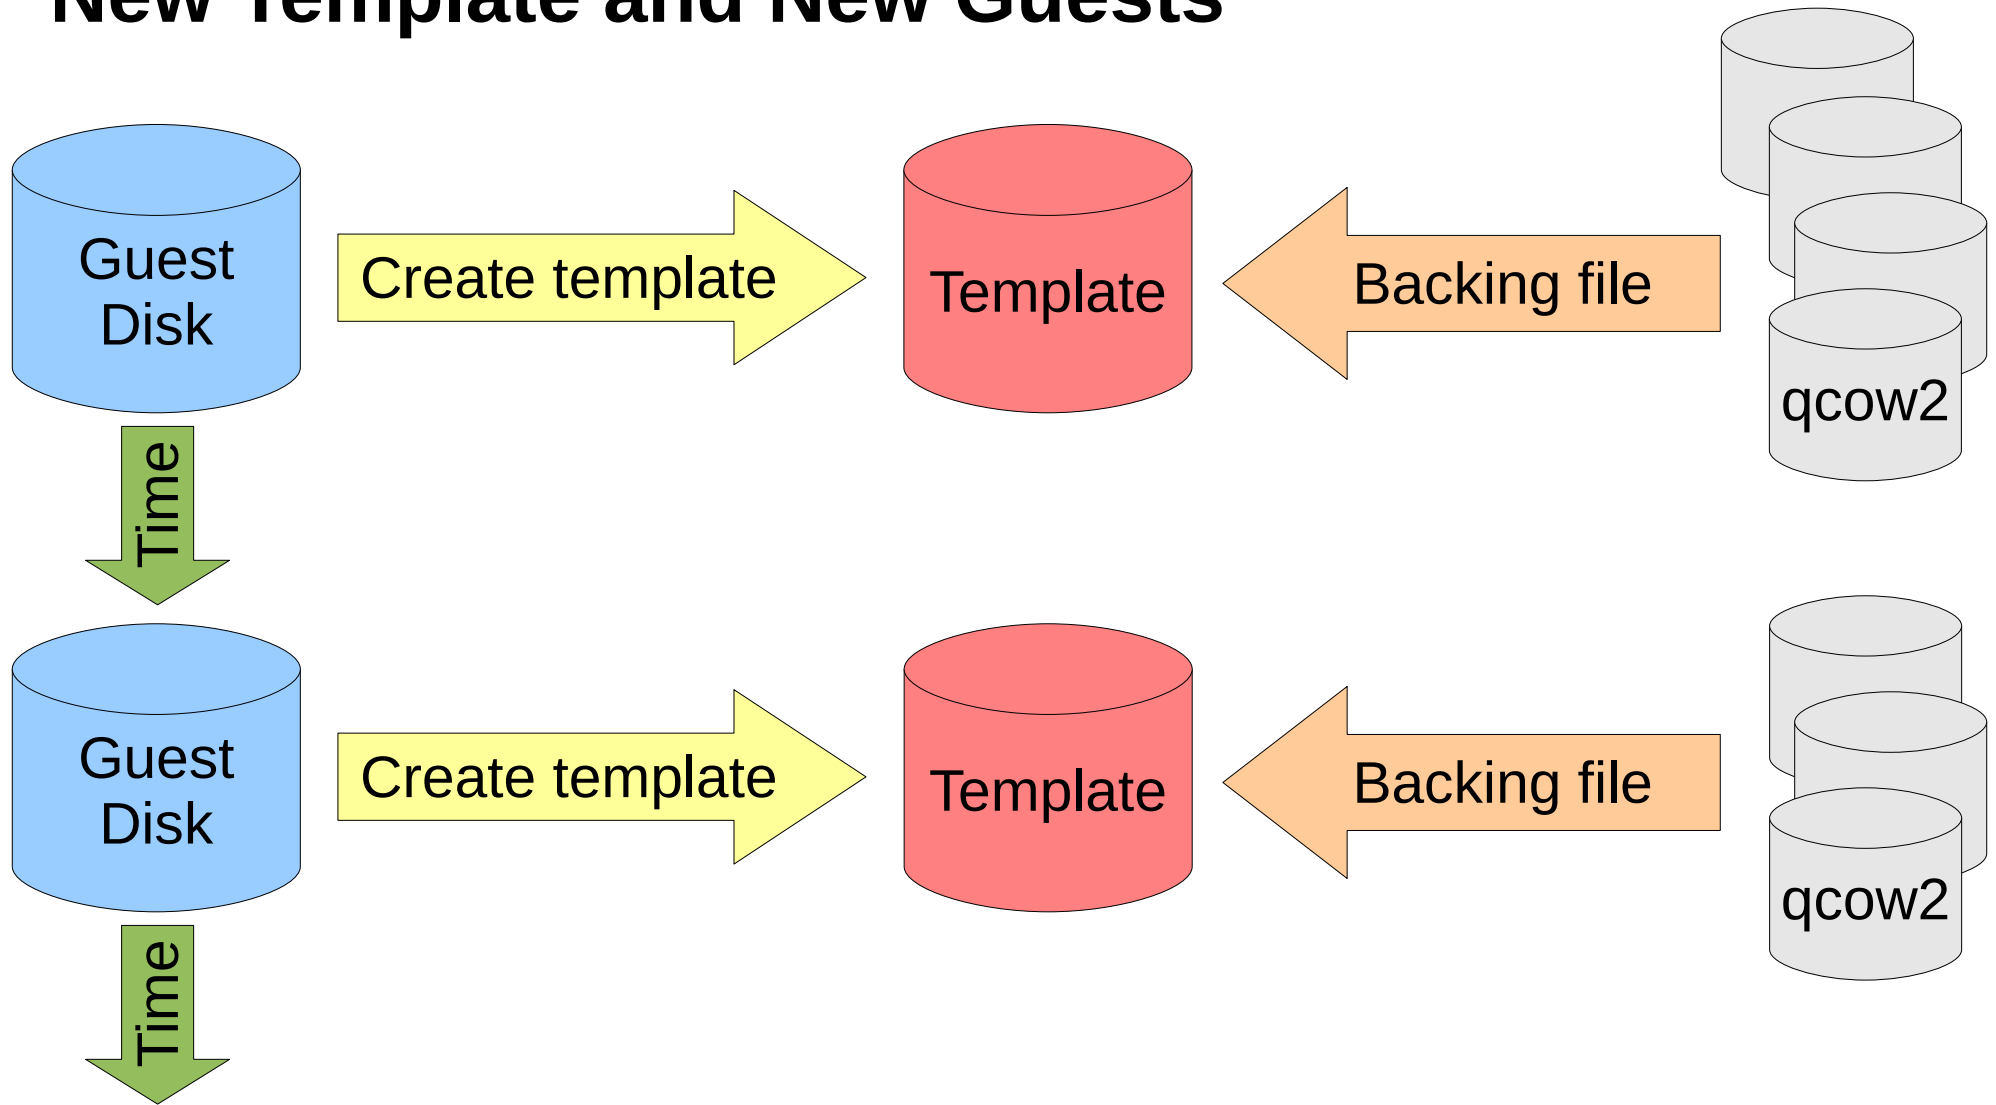 New Template and New Guests
Guest
Disk
Create template
Template
Backing file
qcow2
Time
Guest
Disk
Create template
Template
Backing file
qcow2
Time